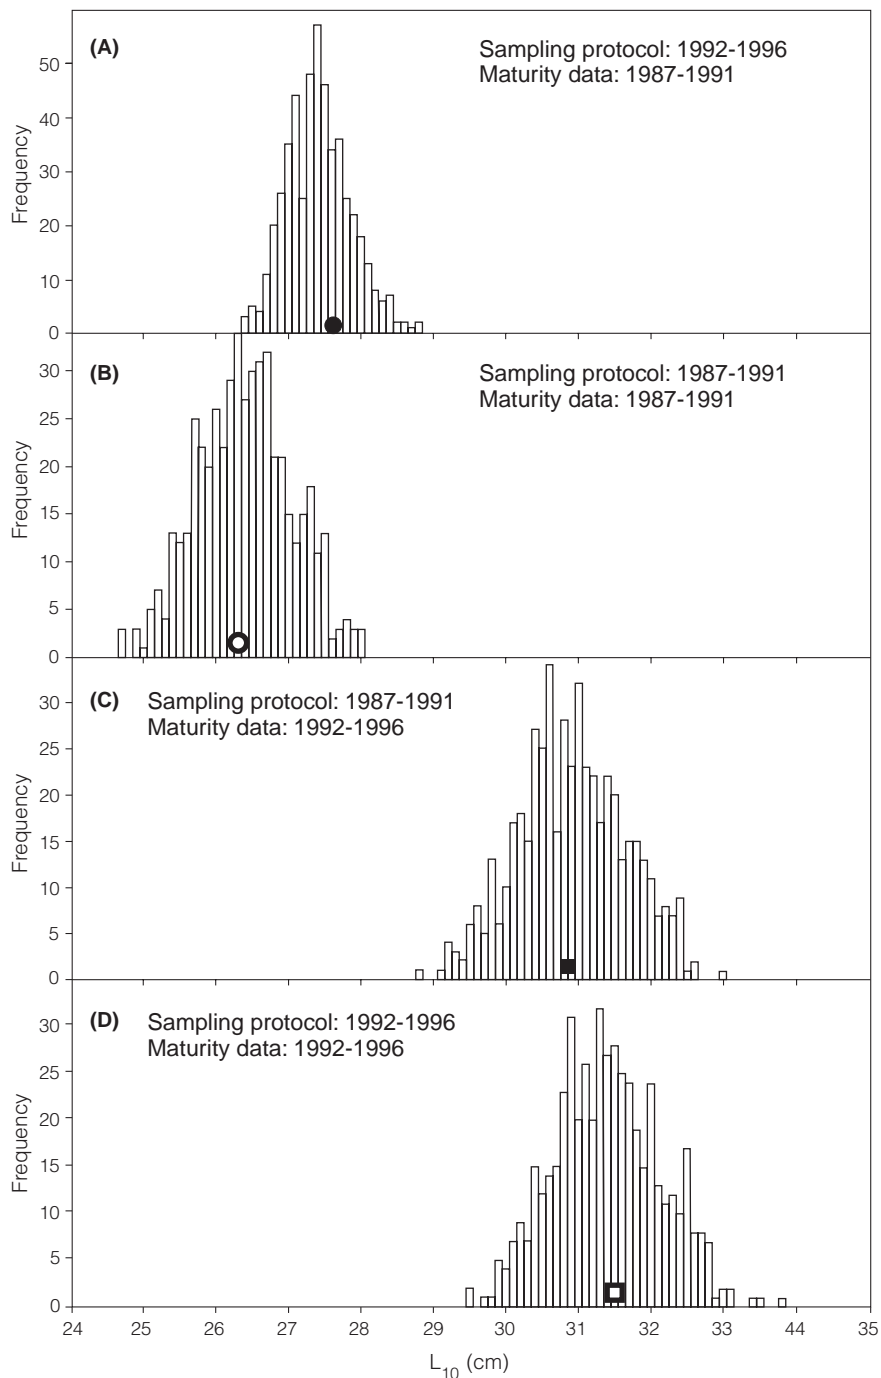 (A)
Sampling protocol: 1992-1996
Maturity data: 1987-1991
Frequency
50
40
30
20
10
0
(B)
Sampling protocol: 1987-1991
Maturity data: 1987-1991
Frequency
30
25
20
15
10
5
0
(C)
Sampling protocol: 1987-1991
Maturity data: 1992-1996
Frequency
30
25
20
15
10
5
0
(D)
Sampling protocol: 1992-1996
Maturity data: 1992-1996
Frequency
30
25
20
15
10
5
0
24 25 26 27 28 29 30 31 32 33 44 35
L10 (cm)